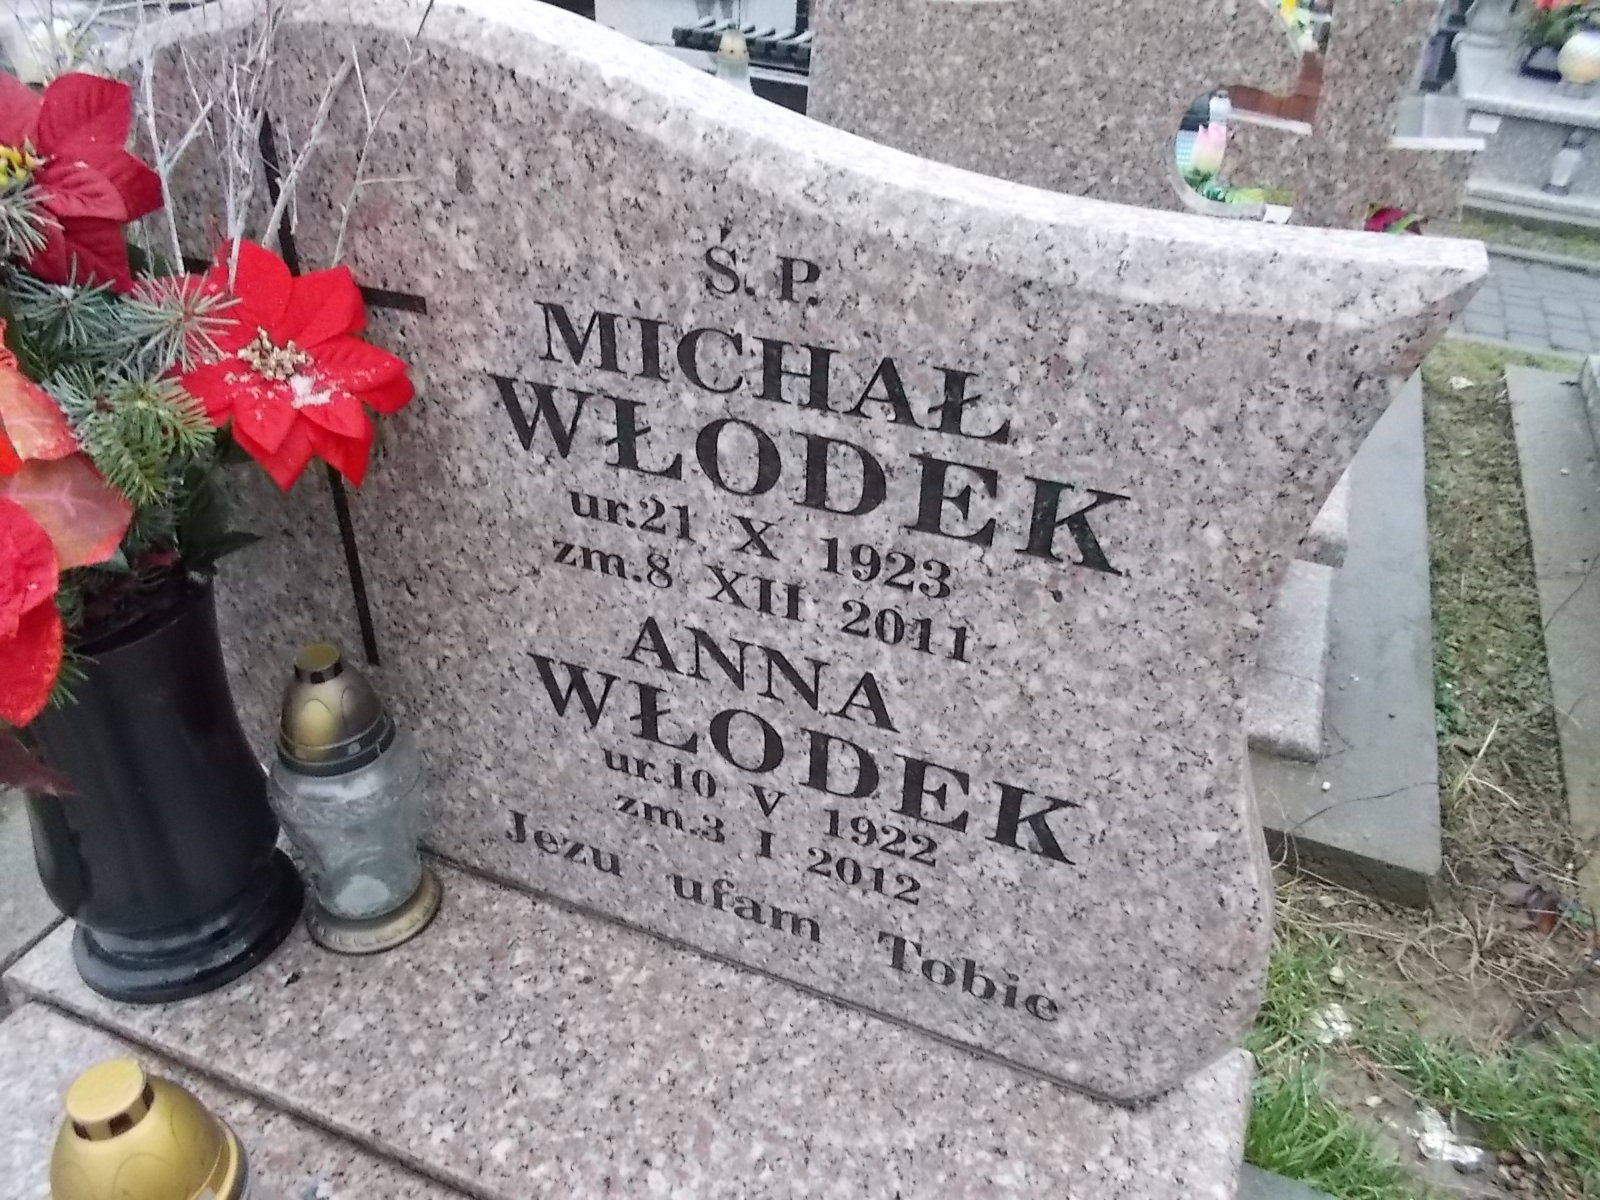 Ś. P.
MICHAŁ
WŁODEK
ur.21 X 1923
zm.8 XII 2011
ANNA
WŁODEK
ur.10 V 1922
zm.3 I 2012
Jezu ufam Tobie